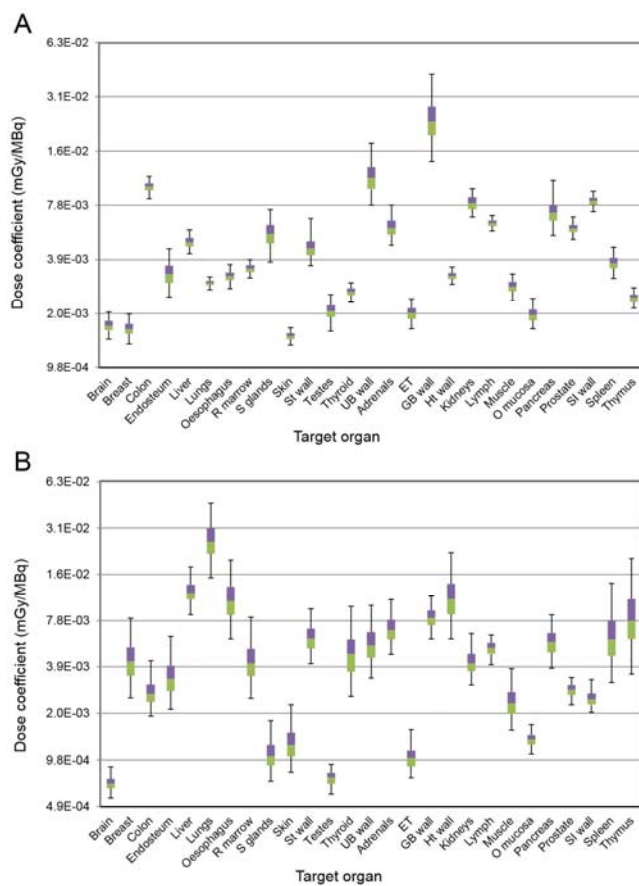 A
6.3E-02
3.1E-02
1.6E-02
7.8E-03
3.9E-03
2.0E-03
9.8E-04
Dose coefficient (mGy/MBq)
Brain
Breast
Colon
Endosteum
Liver
Lungs
Oesophagus
R marrow
S glands
Skin
St wall
Testes
Thyroid
UB wall
Adrenals
ET
GB wall
Ht wall
Kidneys
Lymph
Muscle
O mucosa
Pancreas
Prostate
SI wall
Spleen
Thymus
Target organ
B
6.3E-02
3.1E-02
1.6E-02
7.8E-03
3.9E-03
2.0E-03
9.8E-04
4.9E-04
Dose coefficient (mGy/MBq)
Brain
Breast
Colon
Endosteum
Liver
Lungs
Oesophagus
R marrow
S glands
Skin
St wall
Testes
Thyroid
UB wall
Adrenals
ET
GB wall
Ht wall
Kidneys
Lymph
Muscle
O mucosa
Pancreas
Prostate
SI wall
Spleen
Thymus
Target organ